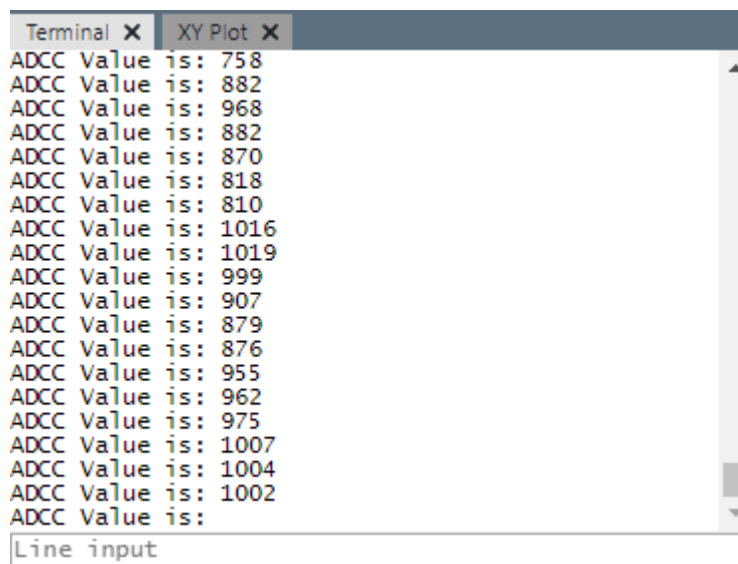 Terminal X XY Plot X
ADCC Value is: 758
ADCC Value is: 882
ADCC Value is: 968
ADCC Value is: 882
ADCC Value is: 870
ADCC Value is: 818
ADCC Value is: 810
ADCC Value is: 1016
ADCC Value is: 1019
ADCC Value is: 999
ADCC Value is: 907
ADCC Value is: 879
ADCC Value is: 876
ADCC Value is: 955
ADCC Value is: 962
ADCC Value is: 975
ADCC Value is: 1007
ADCC Value is: 1004
ADCC Value is: 1002
ADCC Value is:
Line input